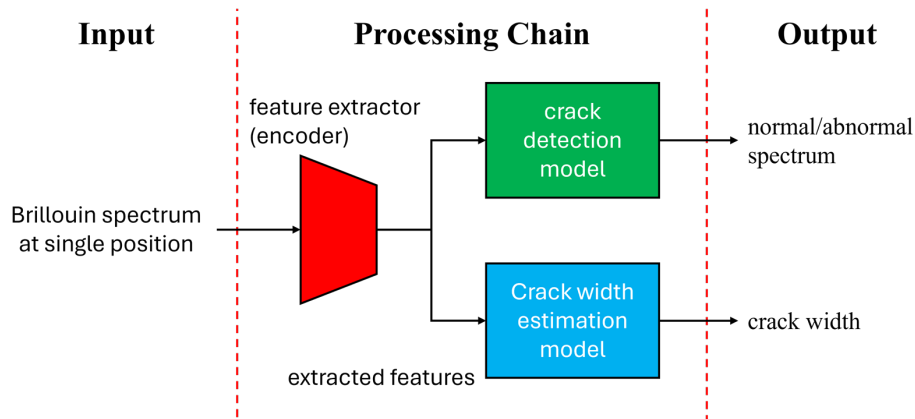 Input
Processing Chain
Output
feature extractor
(encoder)
crack
detection
model
normal/abnormal
spectrum
Brillouin spectrum
at single position
Crack width
estimation
model
crack width
extracted features